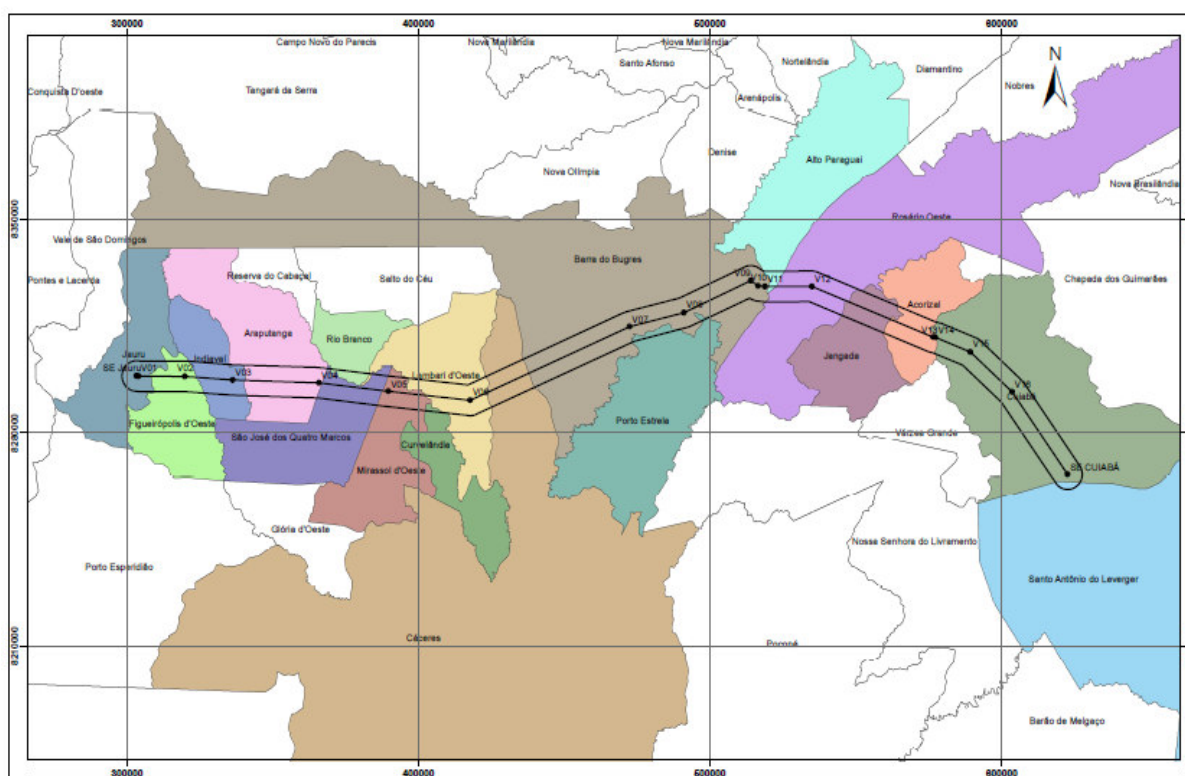 300000 400000 500000 600000
Campo Novo do Parecis Nova Marilândia Nova Marilândia
Santo Afonso Nortelândia Diamantino N
Conquista D'oeste Tangará da Serra Arenápolis Nobres
Denise Alto Paraguai
Nova Olímpia
Nova Brasilândia
8350000 Rosário Oeste
Vale de São Domingos
Barra do Bugres
Pontes e Lacerda Reserva do Cabaçal Salto do Céu V09 V10 V11 V12 Chapada dos Guimarães
Acorizal
V08
V07
Rio Branco V13 V14
Araputanga
Jauru Indiavaí Lambari d'Oeste Jangada V15
SE Jauru V01 V02 V03 V04 V05 V06 V16
Cuiabá
Figueirópolis d'Oeste Porto Estrela
São José dos Quatro Marcos Curvelândia Várzea Grande
8280000
Mirassol d'Oeste SE CUIABÁ
Glória d'Oeste
Nossa Senhora do Livramento
Porto Esperidião Santo Antônio do Leverger
Cáceres Poconé
8210000
Barão de Melgaço
300000 400000 500000 600000